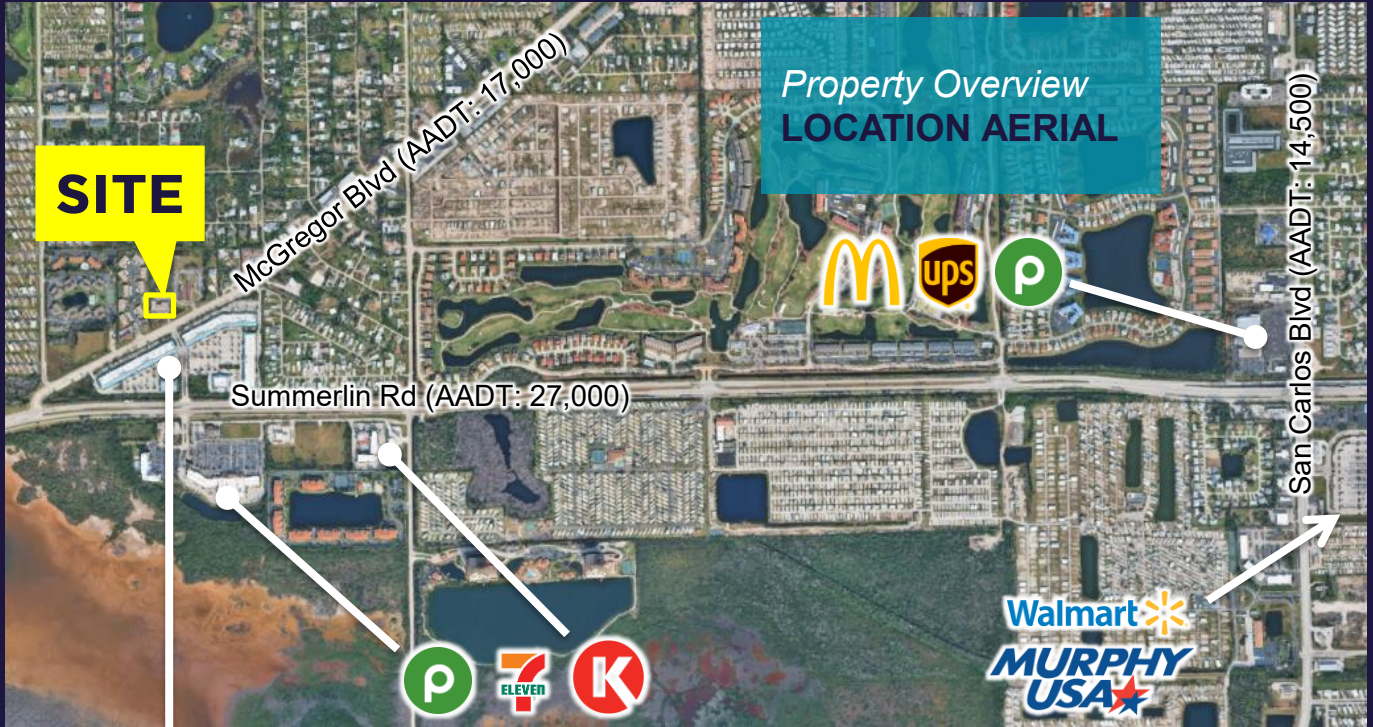 Property Overview
LOCATION AERIAL
SITE
McGregor Blvd (AADT: 17,000)
San Carlos Blvd (AADT: 14,500)
ups
p
Summerlin Rd (AADT: 27,000)
Walmart
MURPHY
USA
p
7
ELEVEN
K